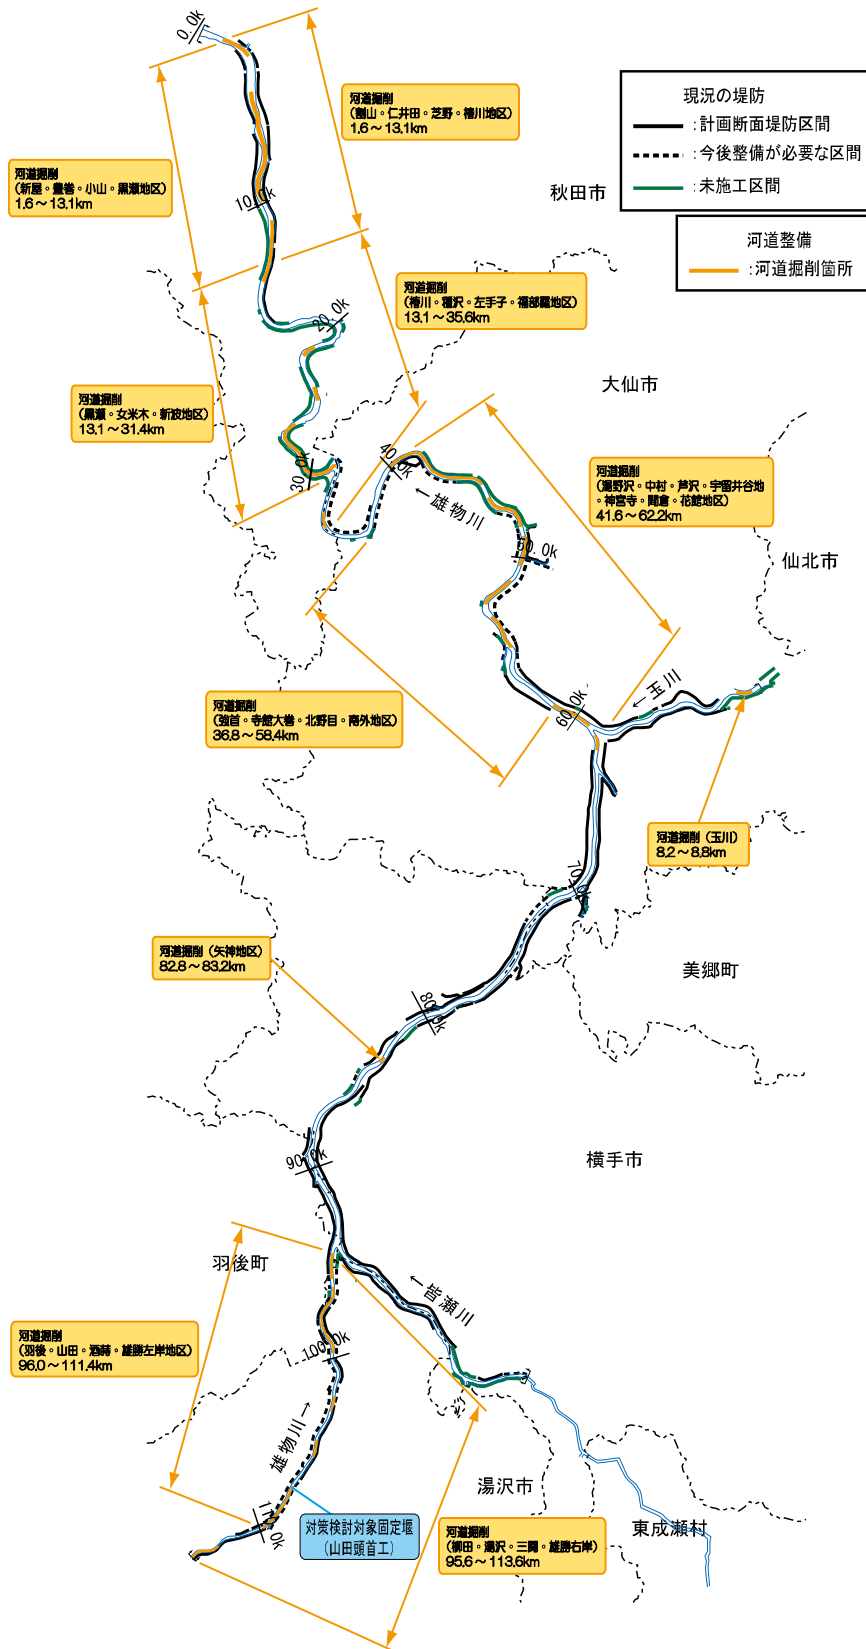 0.0k
河道掘削
(割山。仁井田。芝野。椿川地区)
1.6～13.1km
現況の堤防
:計画断面堤防区間
:今後整備が必要な区間
:未施工区間
河道整備
:河道掘削箇所
河道掘削
(新屋。豊巻。小山。黒瀬地区)
1.6～13.1km
10.0k
秋田市
河道掘削
(椿川。種沢。左手子。福部羅地区)
13.1～35.6km
20.0k
大仙市
河道掘削
(黒瀬。女米木。新波地区)
13.1～31.4km
30.0k
40.0k
←雄物川
河道掘削
(湯野沢。中村。芦沢。宇留井谷地
。神宮寺。間倉。花館地区)
41.6～62.2km
50.0k
仙北市
←玉川
60.0k
河道掘削
(強首。寺館大巻。北野目。南外地区)
36.8～58.4km
河道掘削(玉川)
8.2～8.8km
70.0k
河道掘削(矢神地区)
82.8～83.2km
美郷町
80.0k
90.0k
横手市
羽後町
←皆瀬川
河道掘削
(羽後。山田。酒蒔。雄勝左岸地区)
96.0～111.4km
100.0k
雄物川→
湯沢市
110.0k
対策検討対象固定堰
(山田頭首工)
河道掘削
(柳田。湯沢。三関。雄勝右岸)
95.6～113.6km
東成瀬村